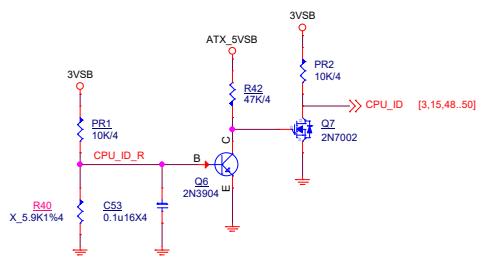 ATX_5VSB
3VSB
R42
47K/4
PR2
10K/4
CPU_ID [3,15,48..50]
Q7
2N7002
3VSB
PR1
10K/4
CPU_ID_R
B
C
E
Q6
2N3904
R40
X_5.9K1%4
C53
0.1u16X4